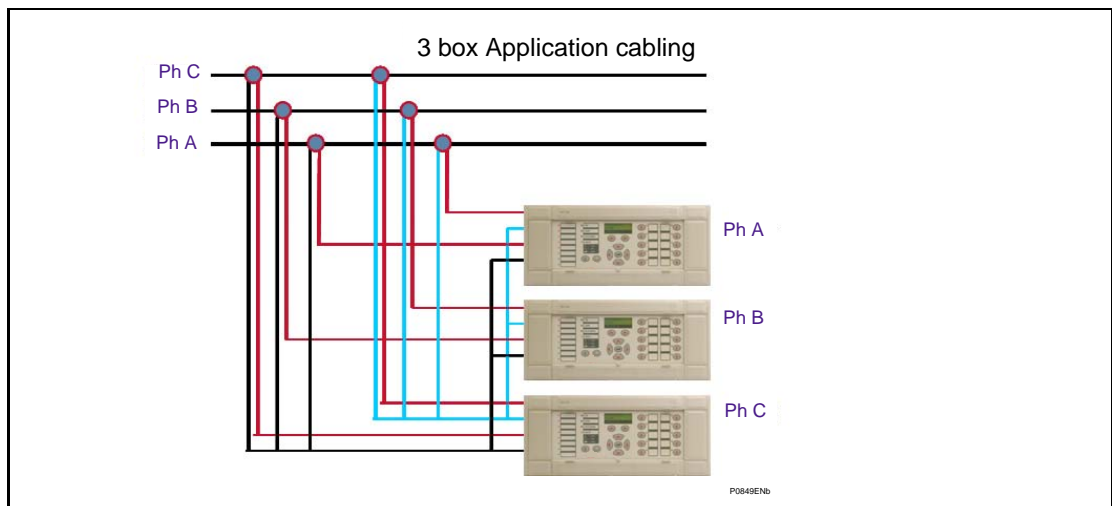 3 box Application cabling
Ph C
Ph B
Ph A
Ph A
Ph B
Ph C
P0849ENb